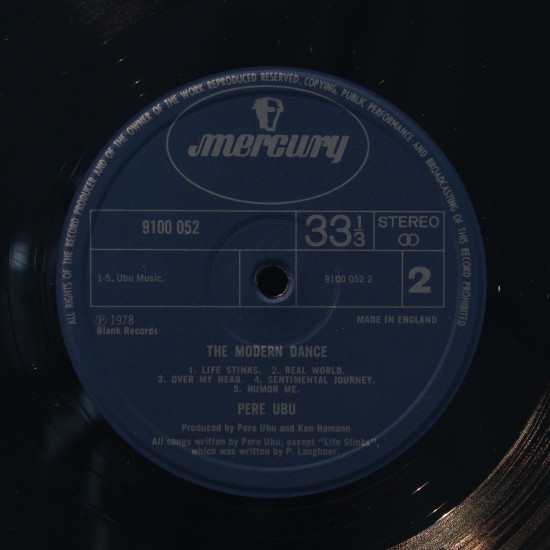 ALL RIGHTS OF THE RECORD PRODUCER AND OF THE OWNER OF THE WORK REPRODUCED RESERVED. COPYING, PUBLIC PERFORMANCE AND BROADCASTING OF THIS RECORD PROHIBITED
mercury
9100 052
33 1/3
STEREO
1-5. Ubu Music.
9100 052 2
2
Ⓟ 1978
Blank Records
MADE IN ENGLAND
THE MODERN DANCE
1. LIFE STINKS. 2. REAL WORLD.
3. OVER MY HEAD. 4. SENTIMENTAL JOURNEY.
5. HUMOR ME.
PERE UBU
Produced by Pere Ubu and Ken Hamann
All songs written by Pere Ubu, except "Life Stinks",
which was written by P. Laughner.